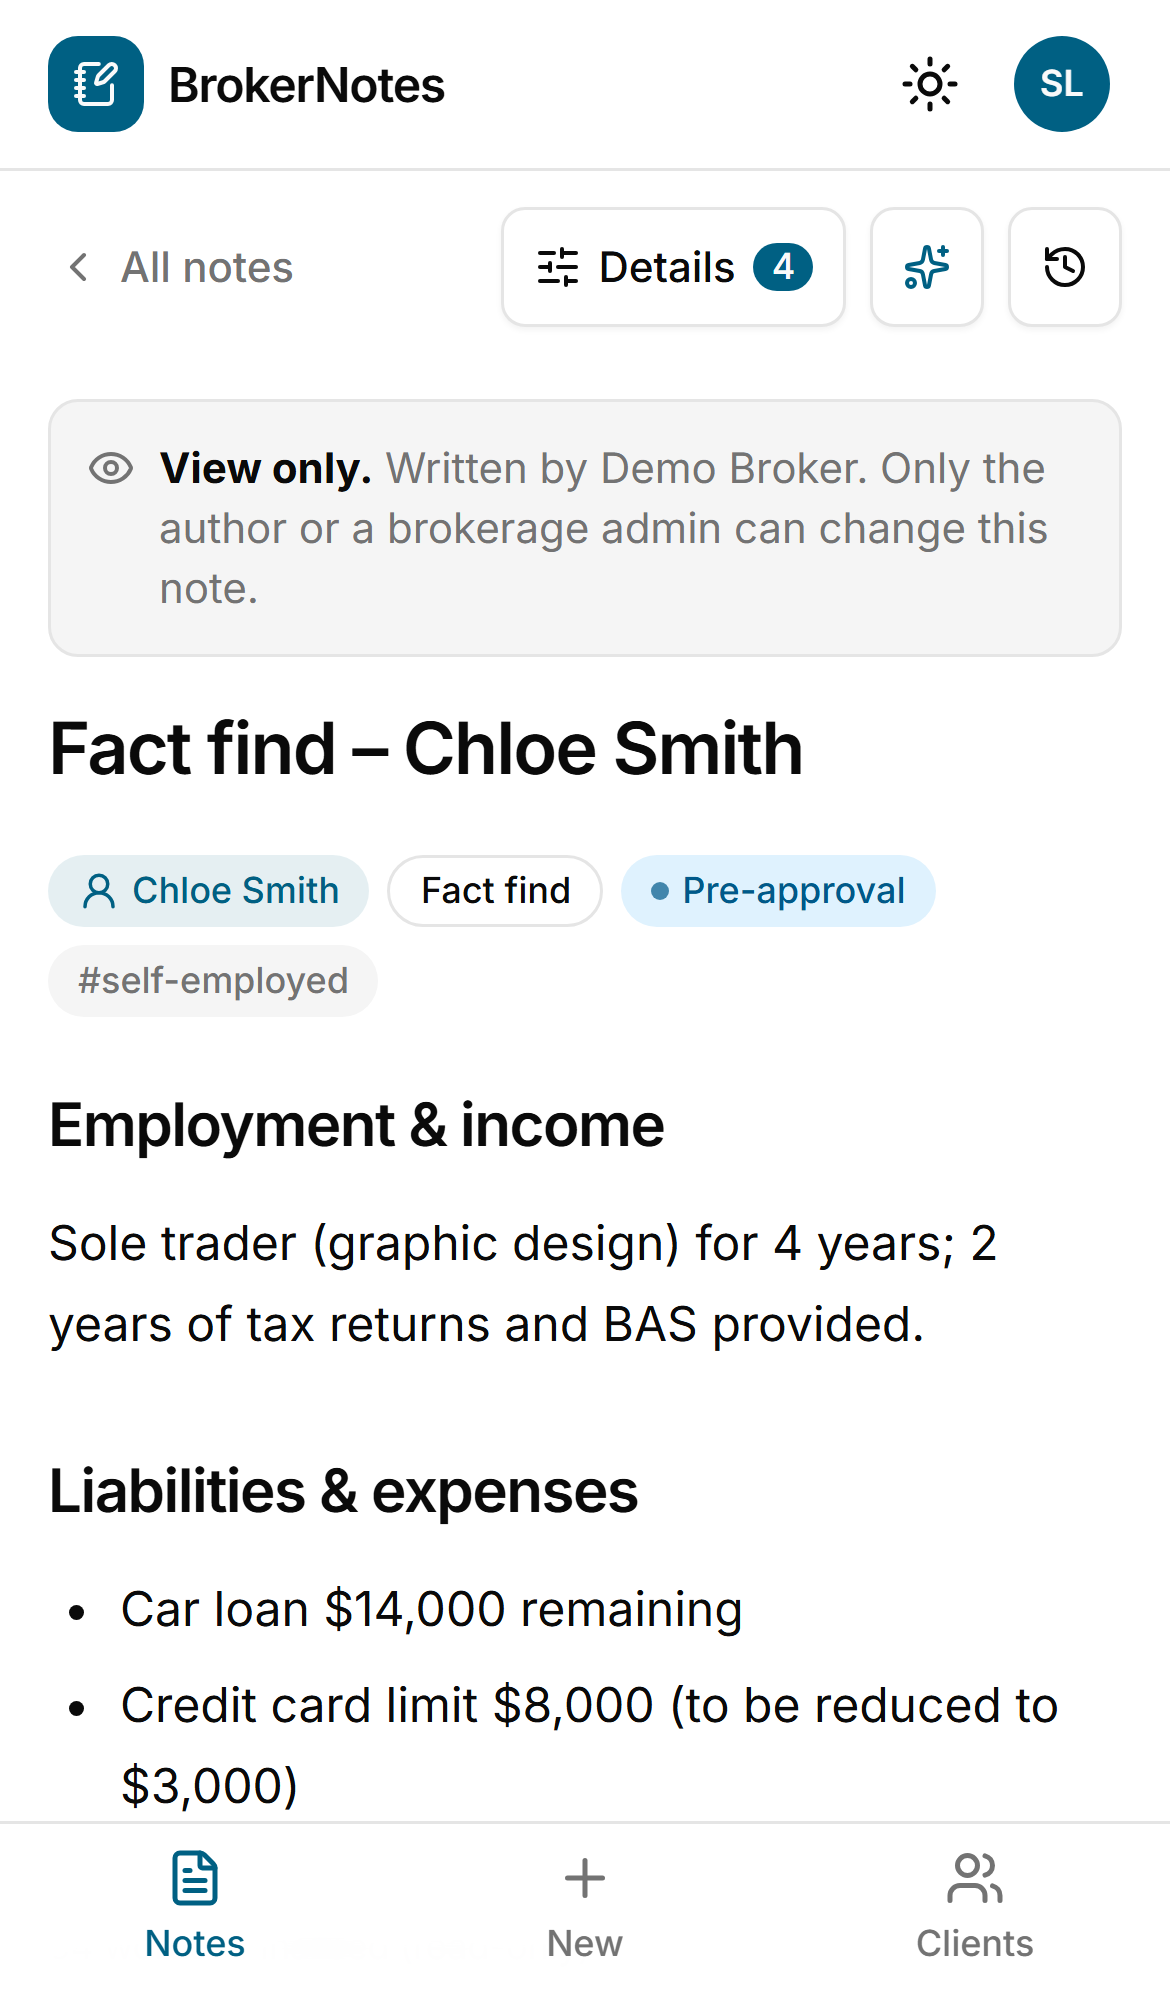 BrokerNotes
SL
All notes
Details 4
View only. Written by Demo Broker. Only the
author or a brokerage admin can change this
note.
Fact find – Chloe Smith
Chloe Smith
Fact find
Pre-approval
#self-employed
Employment & income
Sole trader (graphic design) for 4 years; 2
years of tax returns and BAS provided.
Liabilities & expenses
• Car loan $14,000 remaining
• Credit card limit $8,000 (to be reduced to
$3,000)
Notes
New
Clients